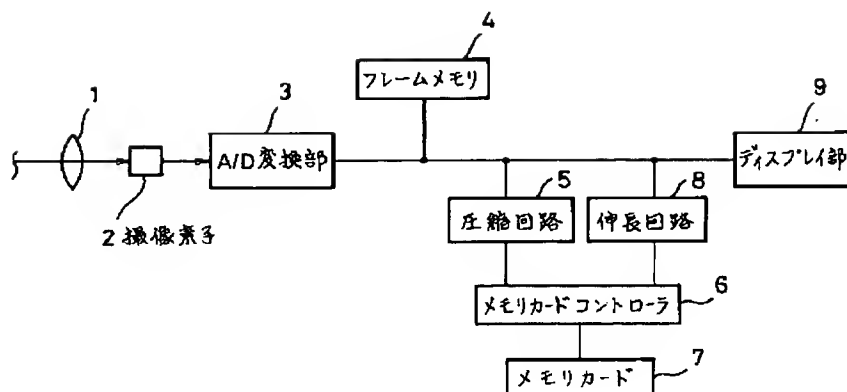 4
フレームメモリ
1
3
9
A/D変換部
ディスプレイ部
2 撮像素子
5
8
圧縮回路
伸長回路
6
メモリカードコントローラ
7
メモリカード